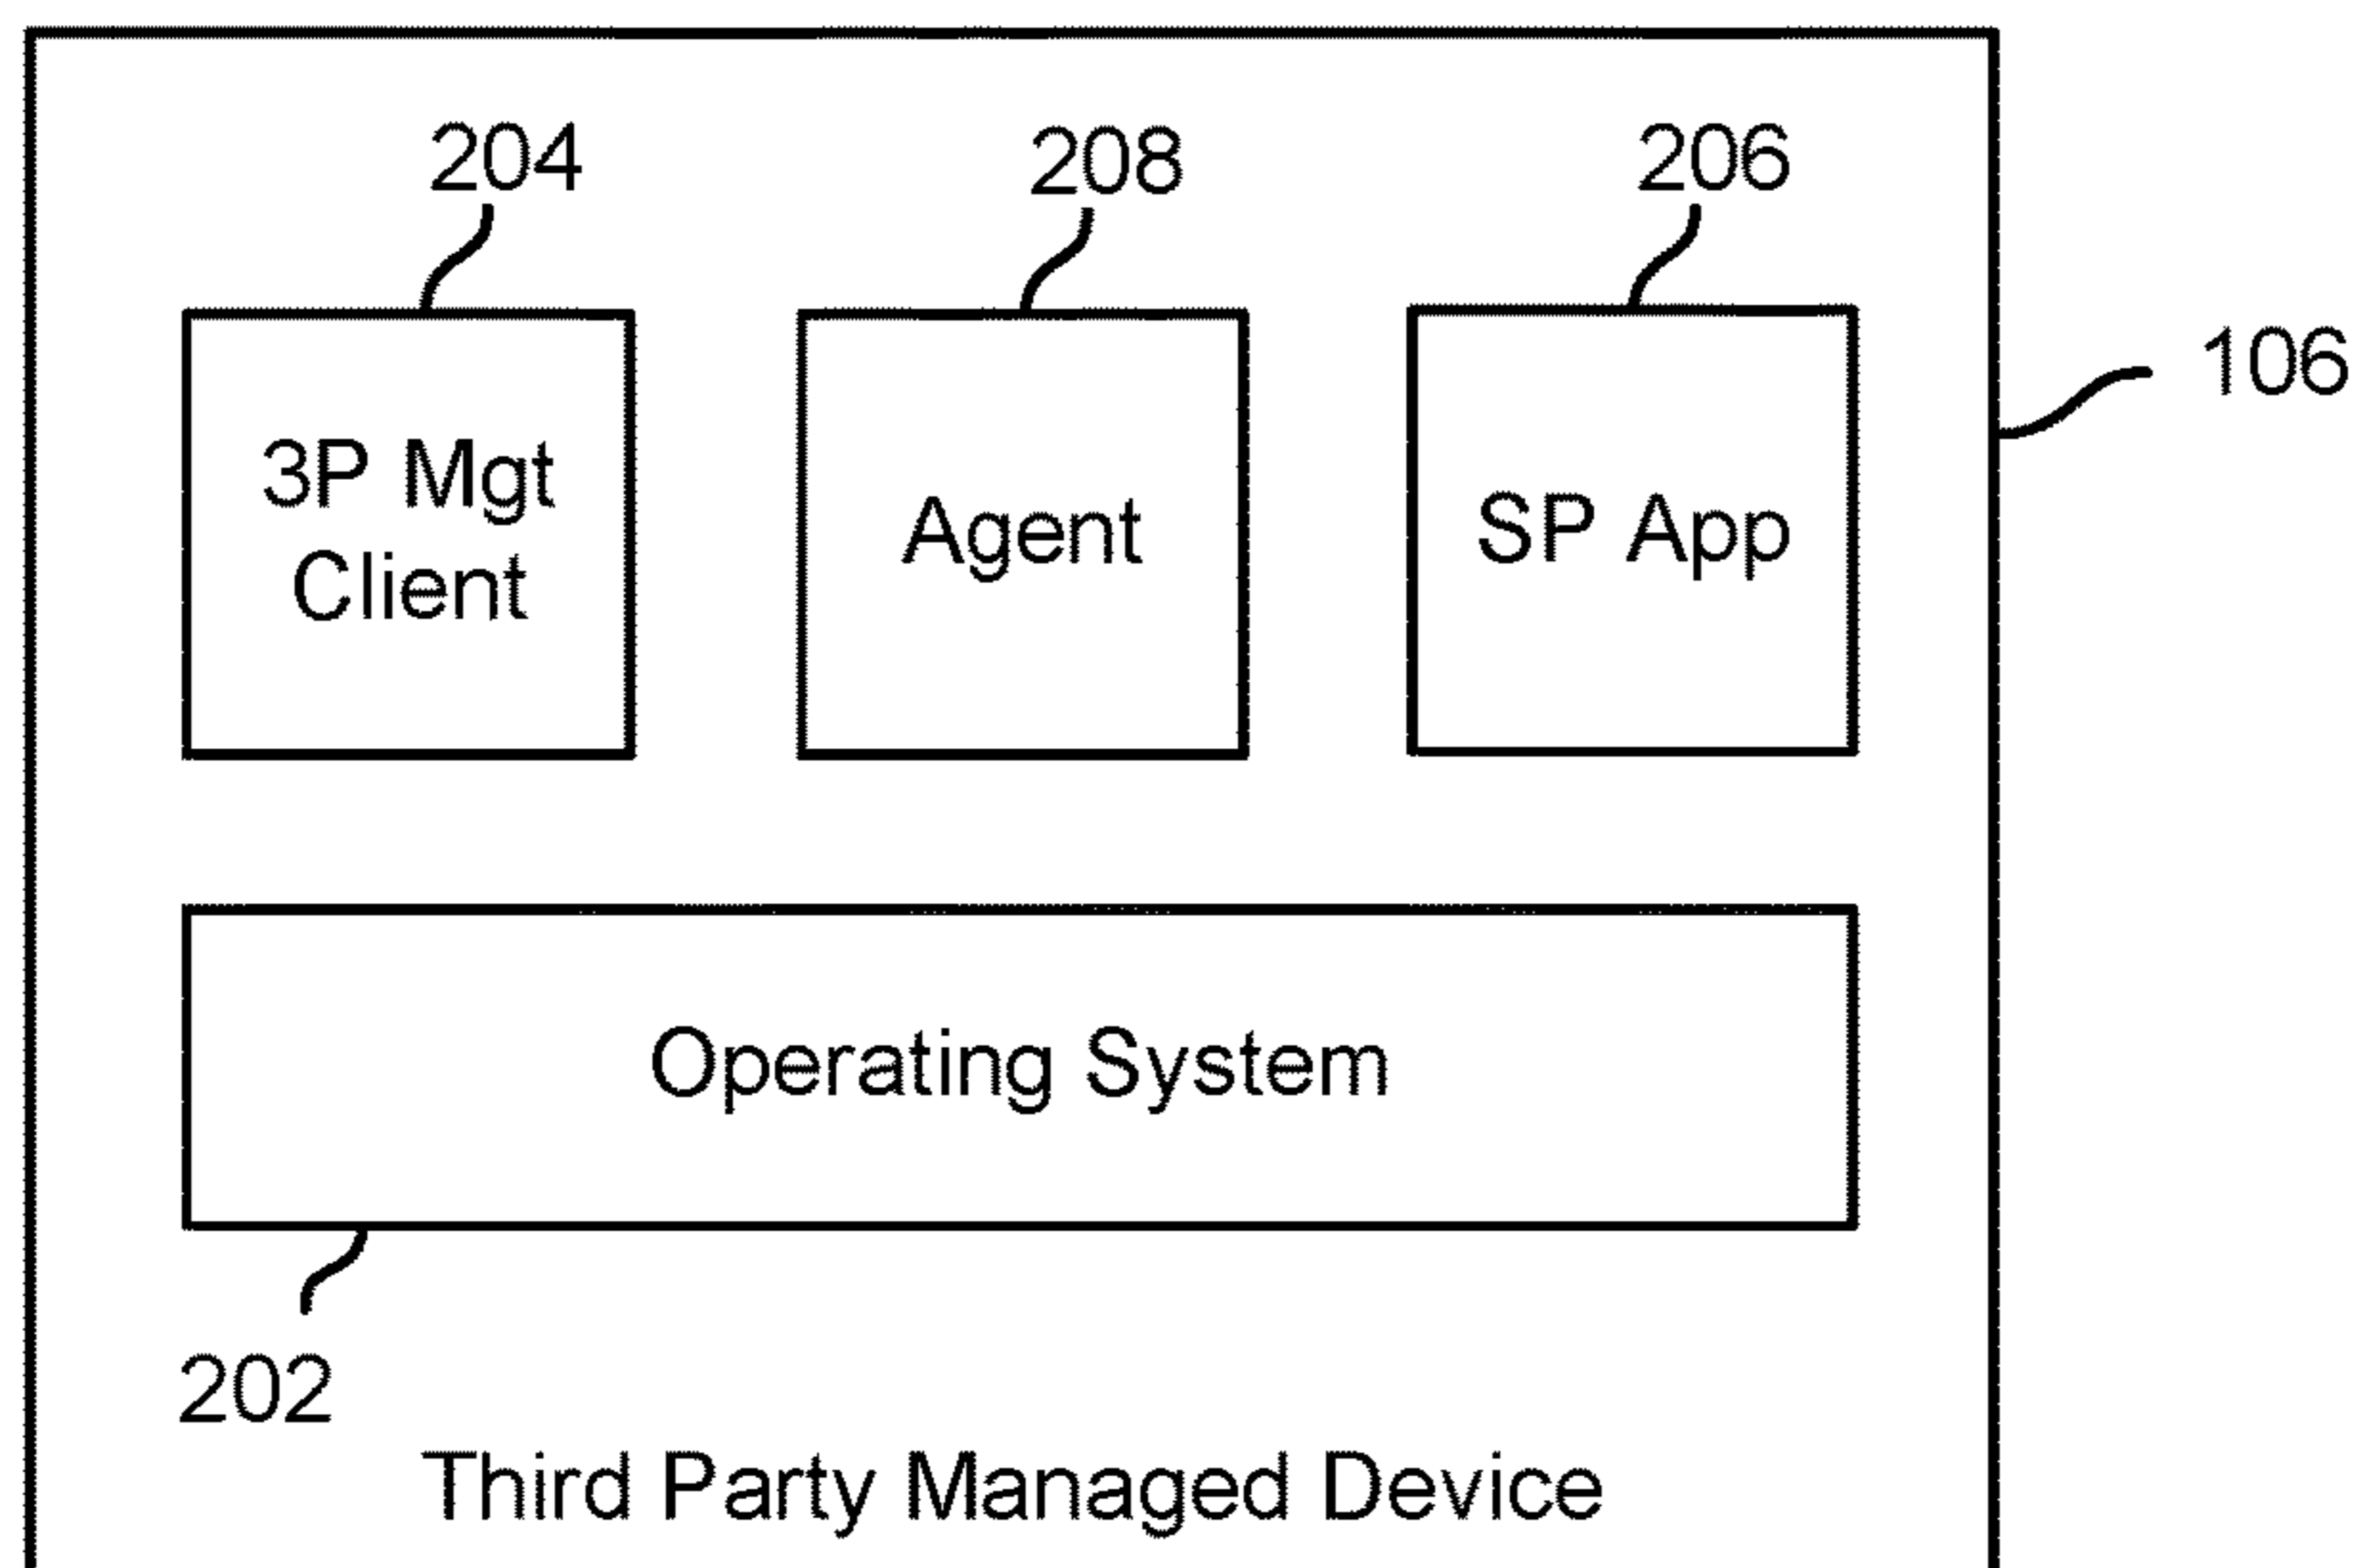 204
208
206
106
3P Mgt
Client
Agent
SP App
Operating System
202
Third Party Managed Device